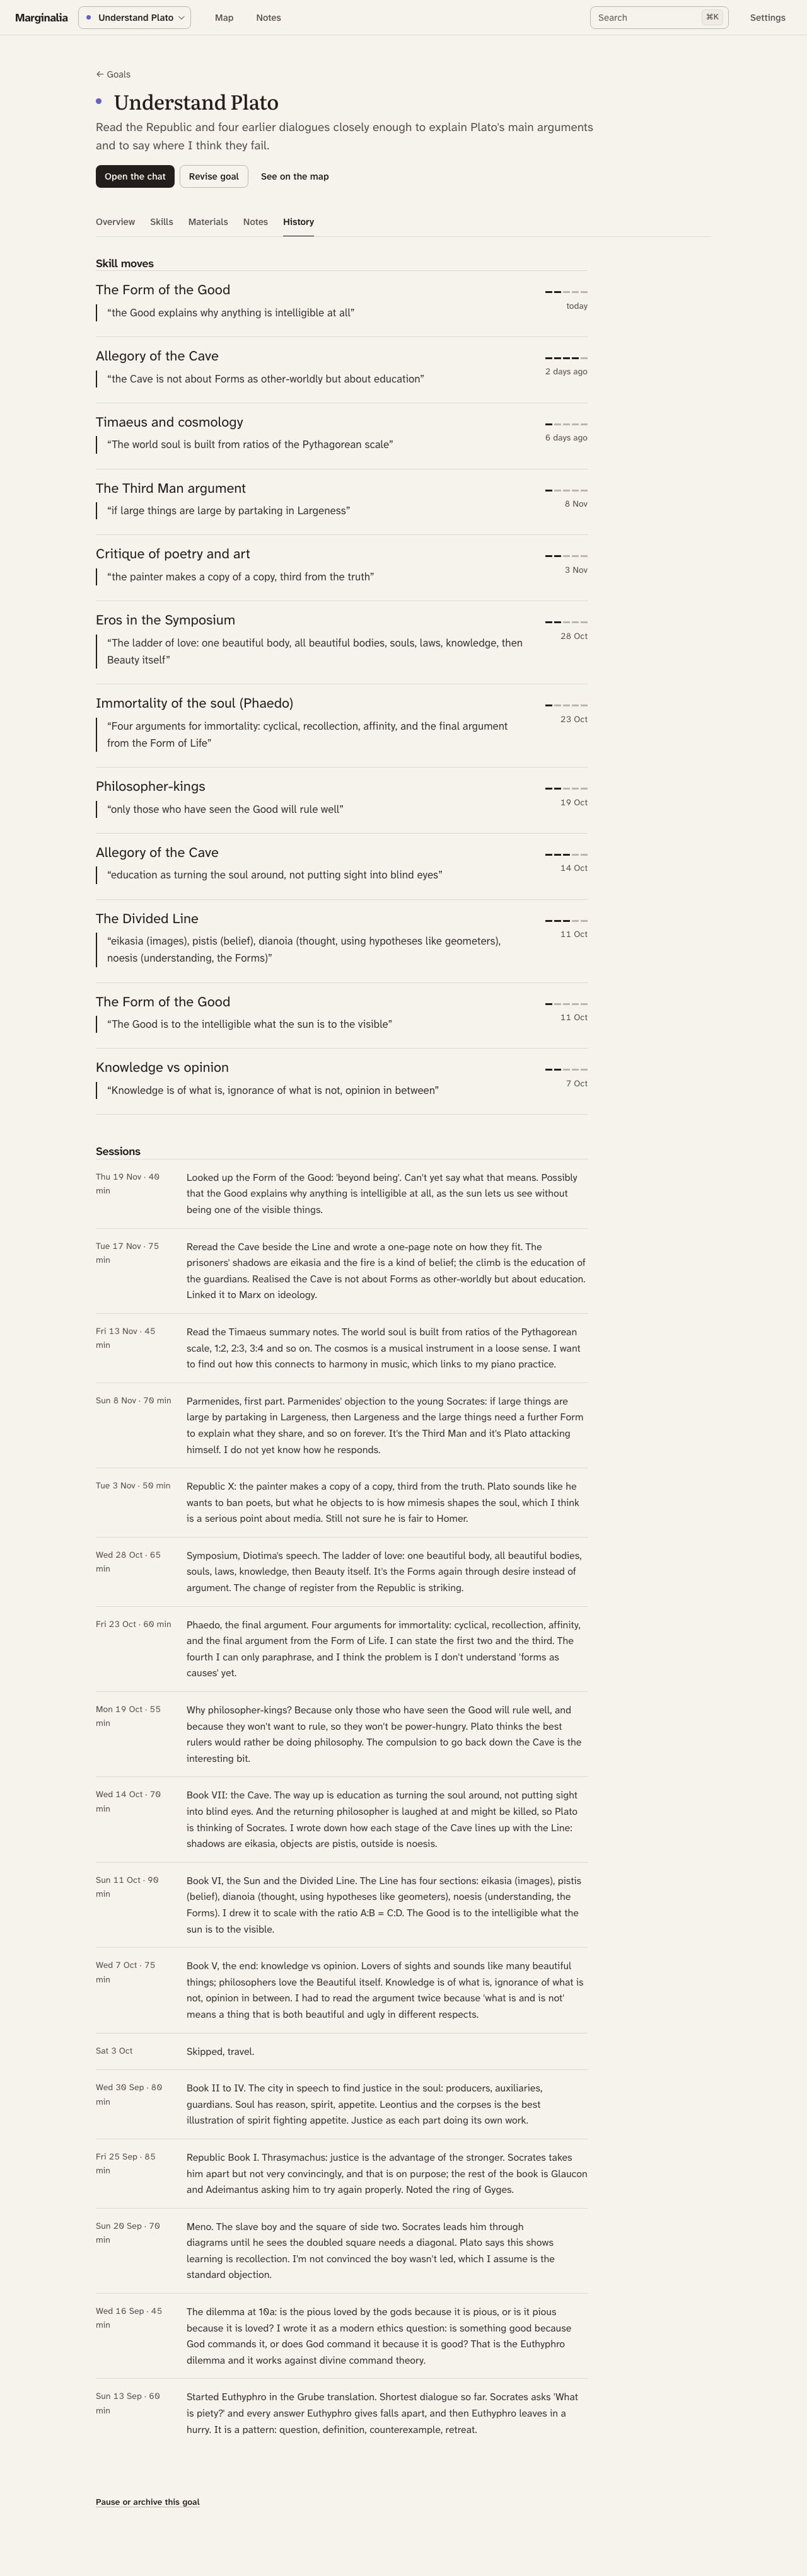 Marginalia
Understand Plato
Map
Notes
Search
⌘K
Settings
← Goals
Understand Plato
Read the Republic and four earlier dialogues closely enough to explain Plato's main arguments
and to say where I think they fail.
Open the chat
Revise goal
See on the map
Overview
Skills
Materials
Notes
History
Skill moves
The Form of the Good
“the Good explains why anything is intelligible at all”
today
Allegory of the Cave
“the Cave is not about Forms as other-worldly but about education”
2 days ago
Timaeus and cosmology
“The world soul is built from ratios of the Pythagorean scale”
6 days ago
The Third Man argument
“if large things are large by partaking in Largeness”
8 Nov
Critique of poetry and art
“the painter makes a copy of a copy, third from the truth”
3 Nov
Eros in the Symposium
“The ladder of love: one beautiful body, all beautiful bodies, souls, laws, knowledge, then
Beauty itself”
28 Oct
Immortality of the soul (Phaedo)
“Four arguments for immortality: cyclical, recollection, affinity, and the final argument
from the Form of Life”
23 Oct
Philosopher-kings
“only those who have seen the Good will rule well”
19 Oct
Allegory of the Cave
“education as turning the soul around, not putting sight into blind eyes”
14 Oct
The Divided Line
“eikasia (images), pistis (belief), dianoia (thought, using hypotheses like geometers),
noesis (understanding, the Forms)”
11 Oct
The Form of the Good
“The Good is to the intelligible what the sun is to the visible”
11 Oct
Knowledge vs opinion
“Knowledge is of what is, ignorance of what is not, opinion in between”
7 Oct
Sessions
Thu 19 Nov · 40
min
Looked up the Form of the Good: 'beyond being'. Can't yet say what that means. Possibly
that the Good explains why anything is intelligible at all, as the sun lets us see without
being one of the visible things.
Tue 17 Nov · 75
min
Reread the Cave beside the Line and wrote a one-page note on how they fit. The
prisoners' shadows are eikasia and the fire is a kind of belief; the climb is the education of
the guardians. Realised the Cave is not about Forms as other-worldly but about education.
Linked it to Marx on ideology.
Fri 13 Nov · 45
min
Read the Timaeus summary notes. The world soul is built from ratios of the Pythagorean
scale, 1:2, 2:3, 3:4 and so on. The cosmos is a musical instrument in a loose sense. I want
to find out how this connects to harmony in music, which links to my piano practice.
Sun 8 Nov · 70 min
Parmenides, first part. Parmenides' objection to the young Socrates: if large things are
large by partaking in Largeness, then Largeness and the large things need a further Form
to explain what they share, and so on forever. It's the Third Man and it's Plato attacking
himself. I do not yet know how he responds.
Tue 3 Nov · 50 min
Republic X: the painter makes a copy of a copy, third from the truth. Plato sounds like he
wants to ban poets, but what he objects to is how mimesis shapes the soul, which I think
is a serious point about media. Still not sure he is fair to Homer.
Wed 28 Oct · 65
min
Symposium, Diotima's speech. The ladder of love: one beautiful body, all beautiful bodies,
souls, laws, knowledge, then Beauty itself. It's the Forms again through desire instead of
argument. The change of register from the Republic is striking.
Fri 23 Oct · 60 min
Phaedo, the final argument. Four arguments for immortality: cyclical, recollection, affinity,
and the final argument from the Form of Life. I can state the first two and the third. The
fourth I can only paraphrase, and I think the problem is I don't understand 'forms as
causes' yet.
Mon 19 Oct · 55
min
Why philosopher-kings? Because only those who have seen the Good will rule well, and
because they won't want to rule, so they won't be power-hungry. Plato thinks the best
rulers would rather be doing philosophy. The compulsion to go back down the Cave is the
interesting bit.
Wed 14 Oct · 70
min
Book VII: the Cave. The way up is education as turning the soul around, not putting sight
into blind eyes. And the returning philosopher is laughed at and might be killed, so Plato
is thinking of Socrates. I wrote down how each stage of the Cave lines up with the Line:
shadows are eikasia, objects are pistis, outside is noesis.
Sun 11 Oct · 90
min
Book VI, the Sun and the Divided Line. The Line has four sections: eikasia (images), pistis
(belief), dianoia (thought, using hypotheses like geometers), noesis (understanding, the
Forms). I drew it to scale with the ratio A:B = C:D. The Good is to the intelligible what the
sun is to the visible.
Wed 7 Oct · 75
min
Book V, the end: knowledge vs opinion. Lovers of sights and sounds like many beautiful
things; philosophers love the Beautiful itself. Knowledge is of what is, ignorance of what is
not, opinion in between. I had to read the argument twice because 'what is and is not'
means a thing that is both beautiful and ugly in different respects.
Sat 3 Oct
Skipped, travel.
Wed 30 Sep · 80
min
Book II to IV. The city in speech to find justice in the soul: producers, auxiliaries,
guardians. Soul has reason, spirit, appetite. Leontius and the corpses is the best
illustration of spirit fighting appetite. Justice as each part doing its own work.
Fri 25 Sep · 85
min
Republic Book I. Thrasymachus: justice is the advantage of the stronger. Socrates takes
him apart but not very convincingly, and that is on purpose; the rest of the book is Glaucon
and Adeimantus asking him to try again properly. Noted the ring of Gyges.
Sun 20 Sep · 70
min
Meno. The slave boy and the square of side two. Socrates leads him through
diagrams until he sees the doubled square needs a diagonal. Plato says this shows
learning is recollection. I'm not convinced the boy wasn't led, which I assume is the
standard objection.
Wed 16 Sep · 45
min
The dilemma at 10a: is the pious loved by the gods because it is pious, or is it pious
because it is loved? I wrote it as a modern ethics question: is something good because
God commands it, or does God command it because it is good? That is the Euthyphro
dilemma and it works against divine command theory.
Sun 13 Sep · 60
min
Started Euthyphro in the Grube translation. Shortest dialogue so far. Socrates asks 'What
is piety?' and every answer Euthyphro gives falls apart, and then Euthyphro leaves in a
hurry. It is a pattern: question, definition, counterexample, retreat.
Pause or archive this goal